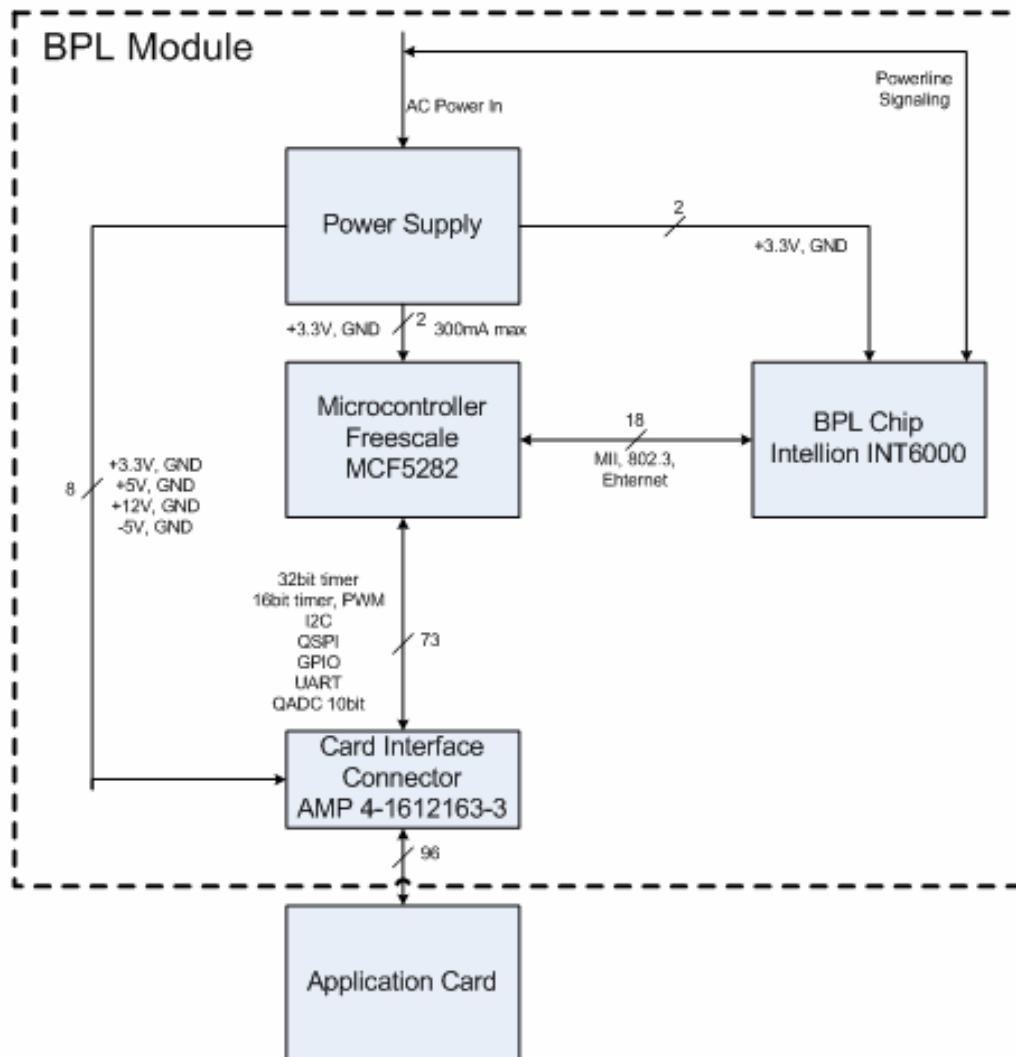 BPL Module
Powerline
Signaling
AC Power In
Power Supply
2
+3.3V, GND
+3.3V, GND
2
300mA max
Microcontroller
Freescale
MCF5282
18
MII, 802.3,
Ehternet
BPL Chip
Intellion INT6000
8
+3.3V, GND
+5V, GND
+12V, GND
-5V, GND
32bit timer
16bit timer, PWM
I2C
QSPI
GPIO
UART
QADC 10bit
73
Card Interface
Connector
AMP 4-1612163-3
96
Application Card